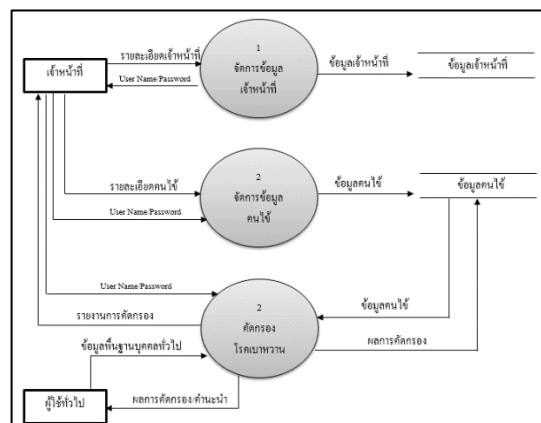 รายละเอียดเจ้าหน้าที่
1
จัดการข้อมูล
เจ้าหน้าที่
ข้อมูลเจ้าหน้าที่
ข้อมูลเจ้าหน้าที่
เจ้าหน้าที่
User Name/Password
รายละเอียดคนไข้
2
จัดการข้อมูล
คนไข้
ข้อมูลคนไข้
ข้อมูลคนไข้
User Name/Password
User Name/Password
2
คัดกรอง
โรคเบาหวาน
ข้อมูลคนไข้
รายงานการคัดกรอง
ผลการคัดกรอง
ข้อมูลพื้นฐานบุคคลทั่วไป
ผู้ใช้ทั่วไป
ผลการคัดกรอง/คำแนะนำ